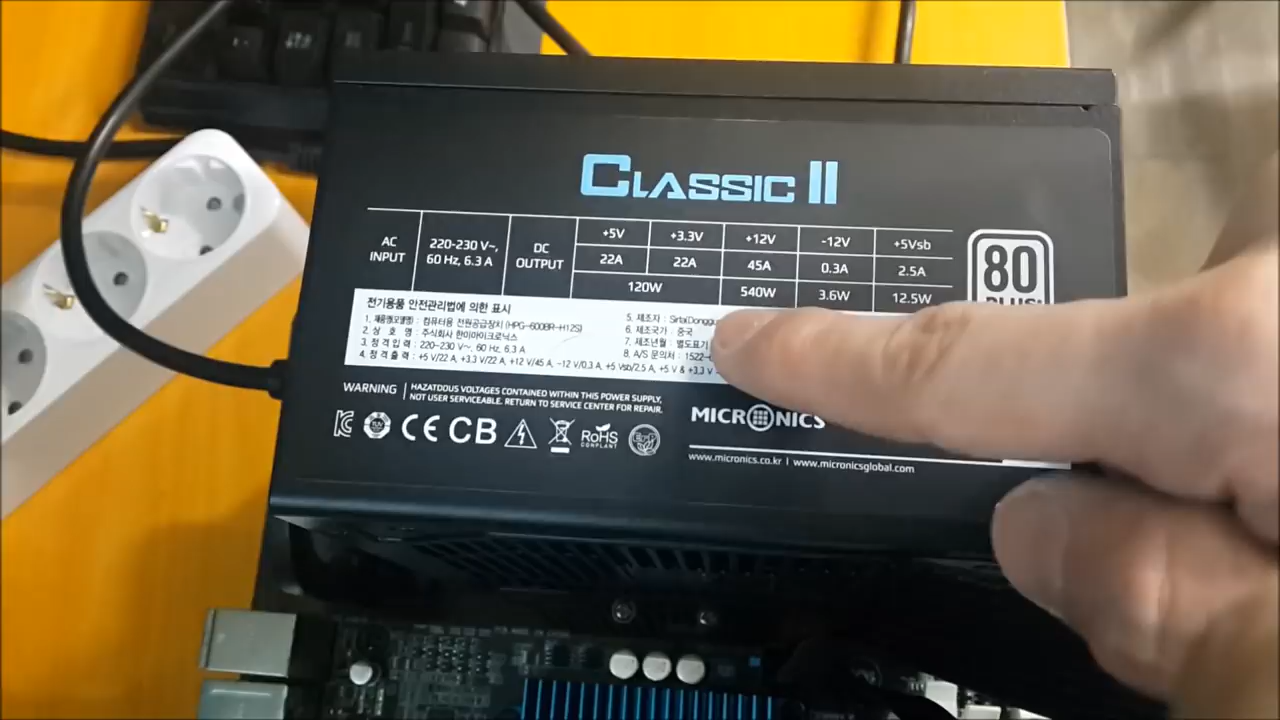 CLASSIC II
AC INPUT
220-230 V~, 60 Hz, 6.3 A
DC OUTPUT
+5V +3.3V +12V -12V +5Vsb
22A 22A 45A 0.3A 2.5A
120W 540W 3.6W 12.5W
80 PLUS
전기용품 안전관리법에 의한 표시
1. 제품명(모델명) : 컴퓨터용 전원공급장치 (HPG-600BR-H12S)
2. 상 호 명 : 주식회사 한미마이크로닉스
3. 정격 입력 : 220-230 V~, 60 Hz, 6.3 A
4. 정격 출력 : +5 V/22 A, +3.3 V/22 A, +12 V/45 A, -12 V/0.3 A, +5 Vsb/2.5 A, +5 V & +3.3 V
5. 제조자 :
6. 제조국가 : 중국
7. 제조년월 : 별도표기
8. A/S 문의처 : 1522-
WARNING
HAZATDOUS VOLTAGES CONTAINED WITHIN THIS POWER SUPPLY,
NOT USER SERVICEABLE. RETURN TO SERVICE CENTER FOR REPAIR.
CE CB RoHS COMPLIANT
MICRONICS
www.micronics.co.kr | www.micronicsglobal.com